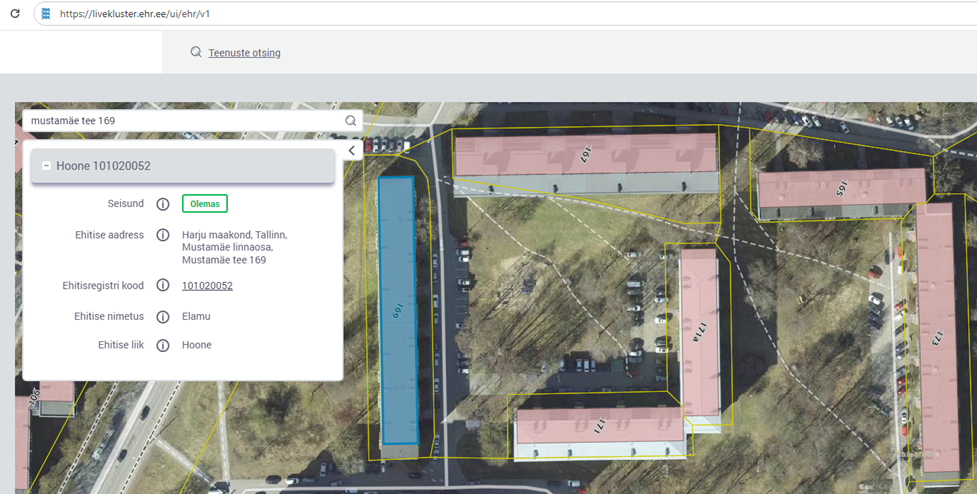 https://livekluster.ehr.ee/ui/ehr/v1
Teenuste otsing
mustamäe tee 169
Hoone 101020052
Seisund
Olemas
Ehitise aadress
Harju maakond, Tallinn,
Mustamäe linnaosa,
Mustamäe tee 169
Ehitisregistri kood
101020052
Ehitise nimetus
Elamu
Ehitise liik
Hoone
167
165
169
171a
173
171